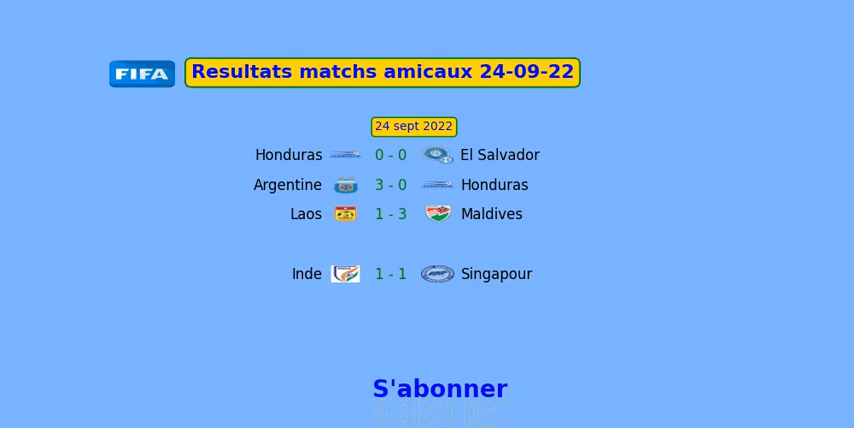 FIFA Resultats matchs amicaux 24-09-22
24 sept 2022
Honduras 0 - 0 El Salvador
Argentine 3 - 0 Honduras
Laos 1 - 3 Maldives
Inde 1 - 1 Singapour
S'abonner